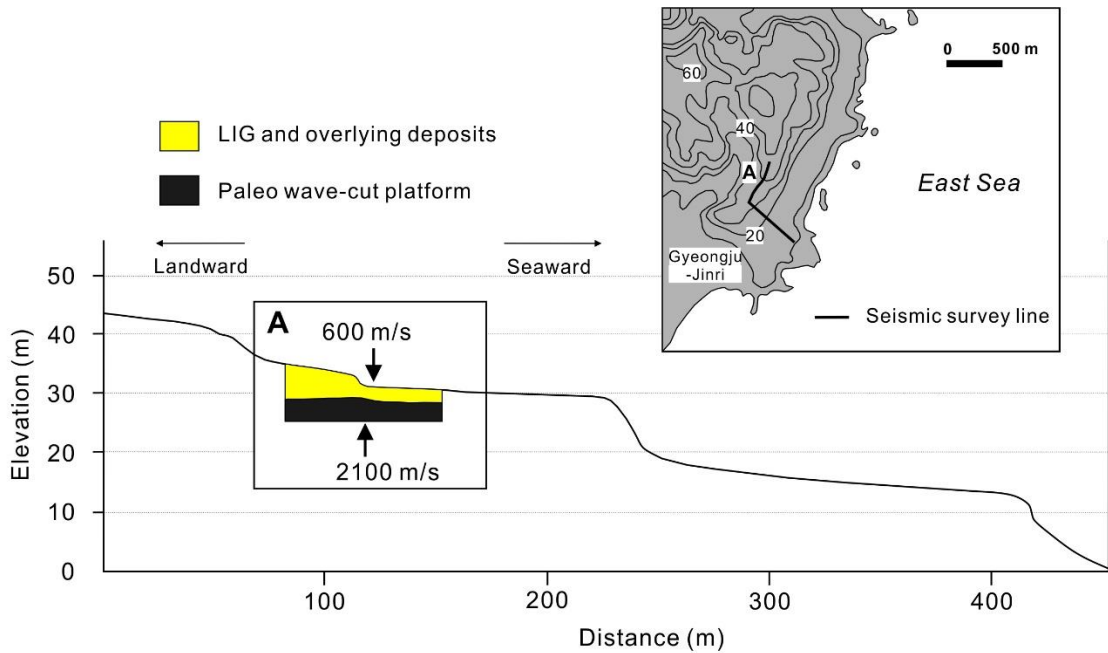 LIG and overlying deposits
Paleo wave-cut platform
Landward
Seaward
A
600 m/s
2100 m/s
50
40
30
20
10
0
Elevation (m)
100
200
300
400
Distance (m)
0 500 m
60
40
A
20
East Sea
Gyeongju
-Jinri
Seismic survey line